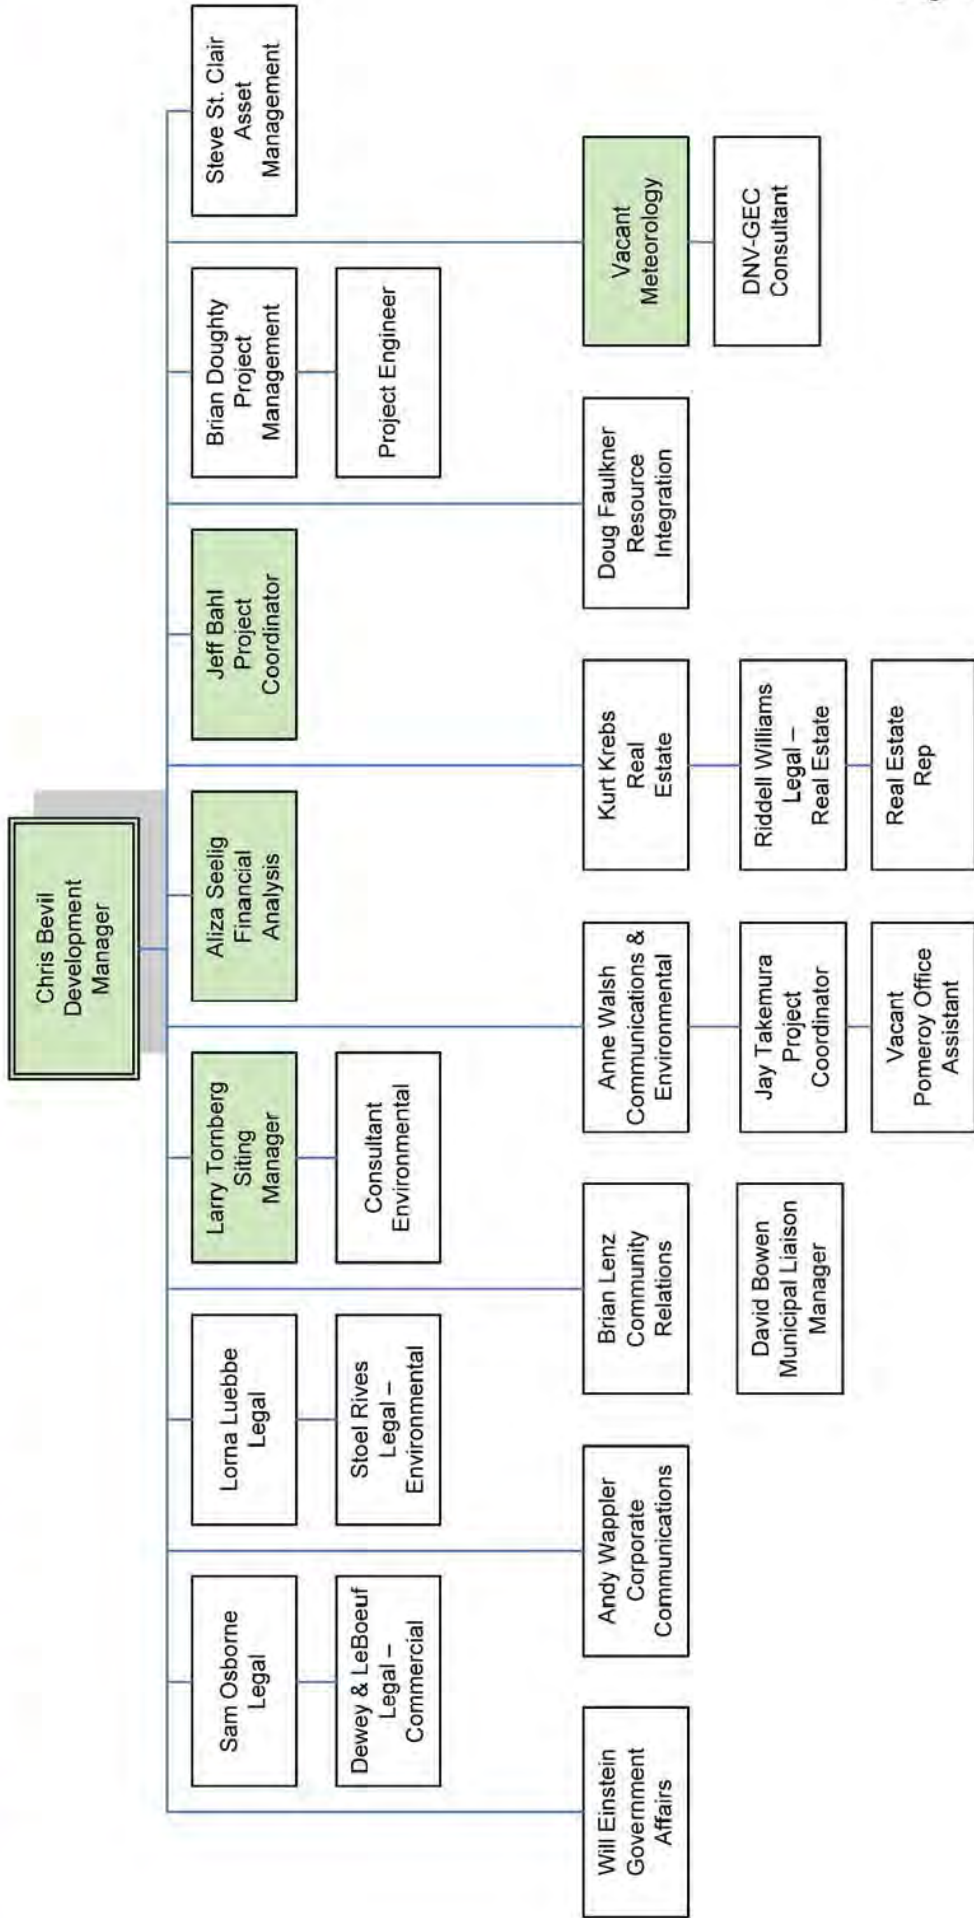 Chris Bevil
Development
Manager
Sam Osborne
Legal
Lorna Luebbe
Legal
Larry Tornberg
Siting
Manager
Aliza Seelig
Financial
Analysis
Jeff Bahl
Project
Coordinator
Brian Doughty
Project
Management
Steve St. Clair
Asset
Management
Dewey & LeBoeuf
Legal –
Commercial
Stoel Rives
Legal –
Environmental
Consultant
Environmental
Project Engineer
Will Einstein
Government
Affairs
Andy Wappler
Corporate
Communications
Brian Lenz
Community
Relations
Anne Walsh
Communications &
Environmental
Kurt Krebs
Real
Estate
Doug Faulkner
Resource
Integration
Vacant
Meteorology
David Bowen
Municipal Liaison
Manager
Jay Takemura
Project
Coordinator
Riddell Williams
Legal –
Real Estate
DNV-GEC
Consultant
Vacant
Pomeroy Office
Assistant
Real Estate
Rep